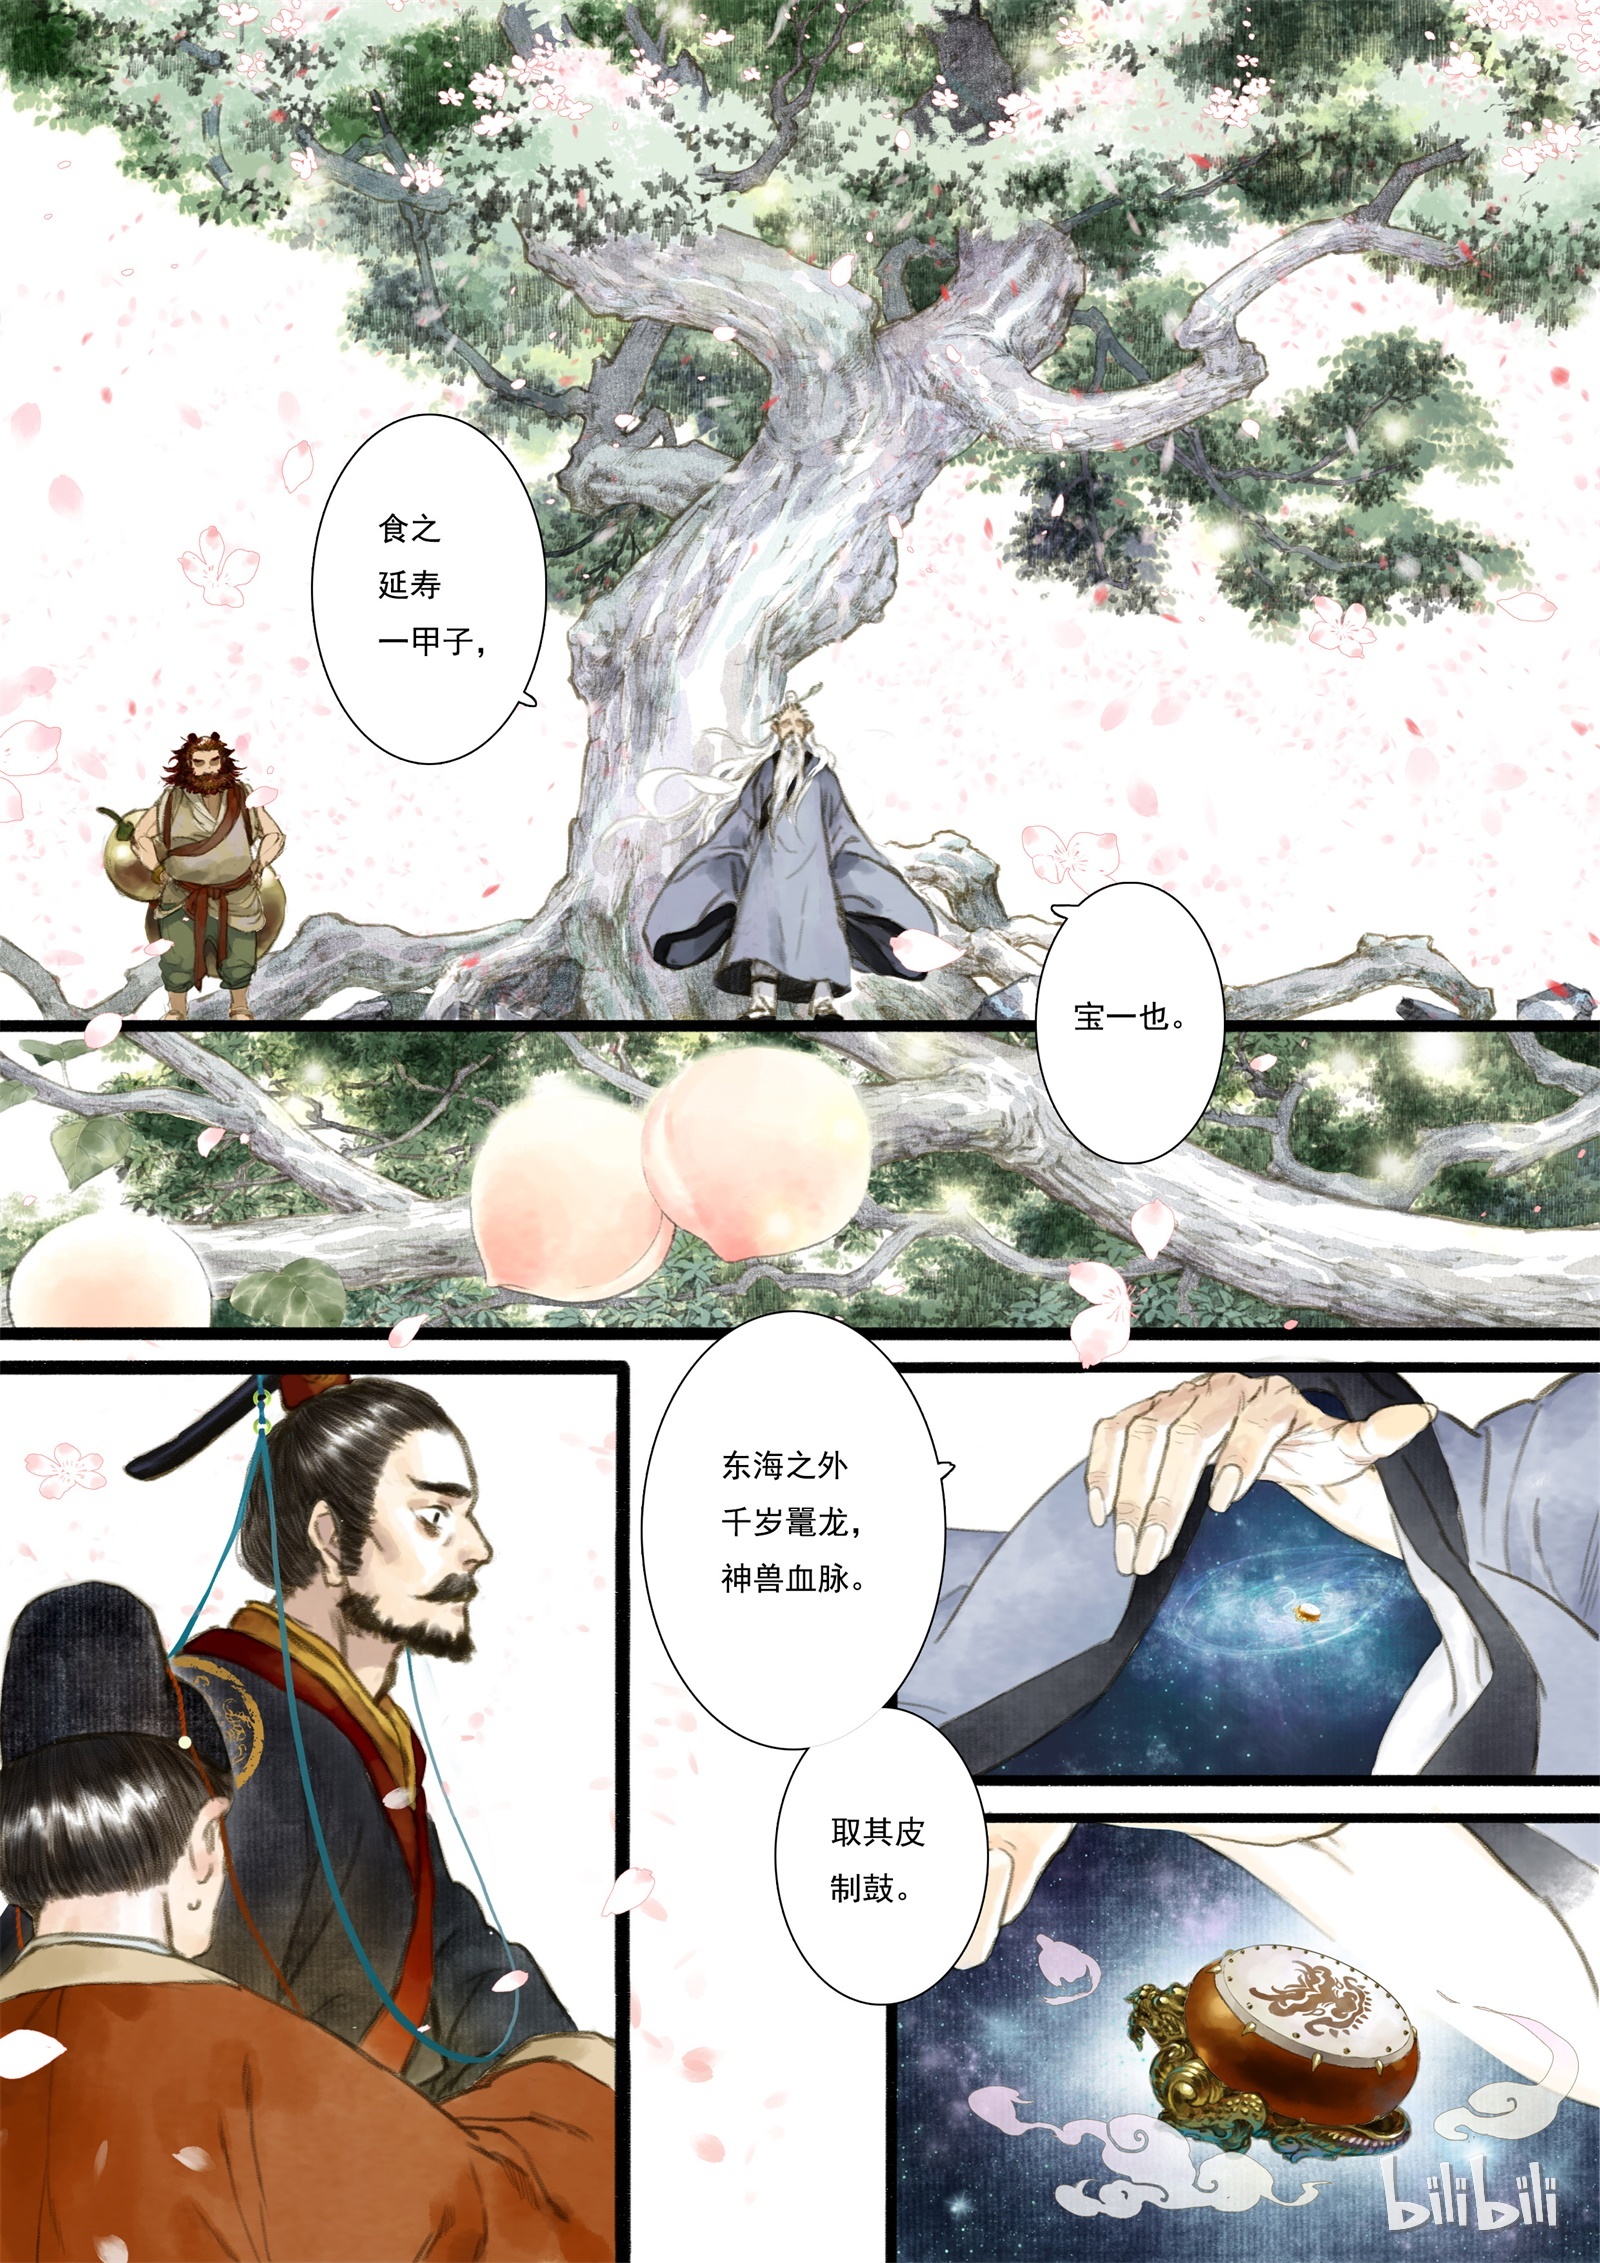 食之
延寿
一甲子，
宝一也。
东海之外
千岁鼍龙，
神兽血脉。
取其皮
制鼓。
bilibili